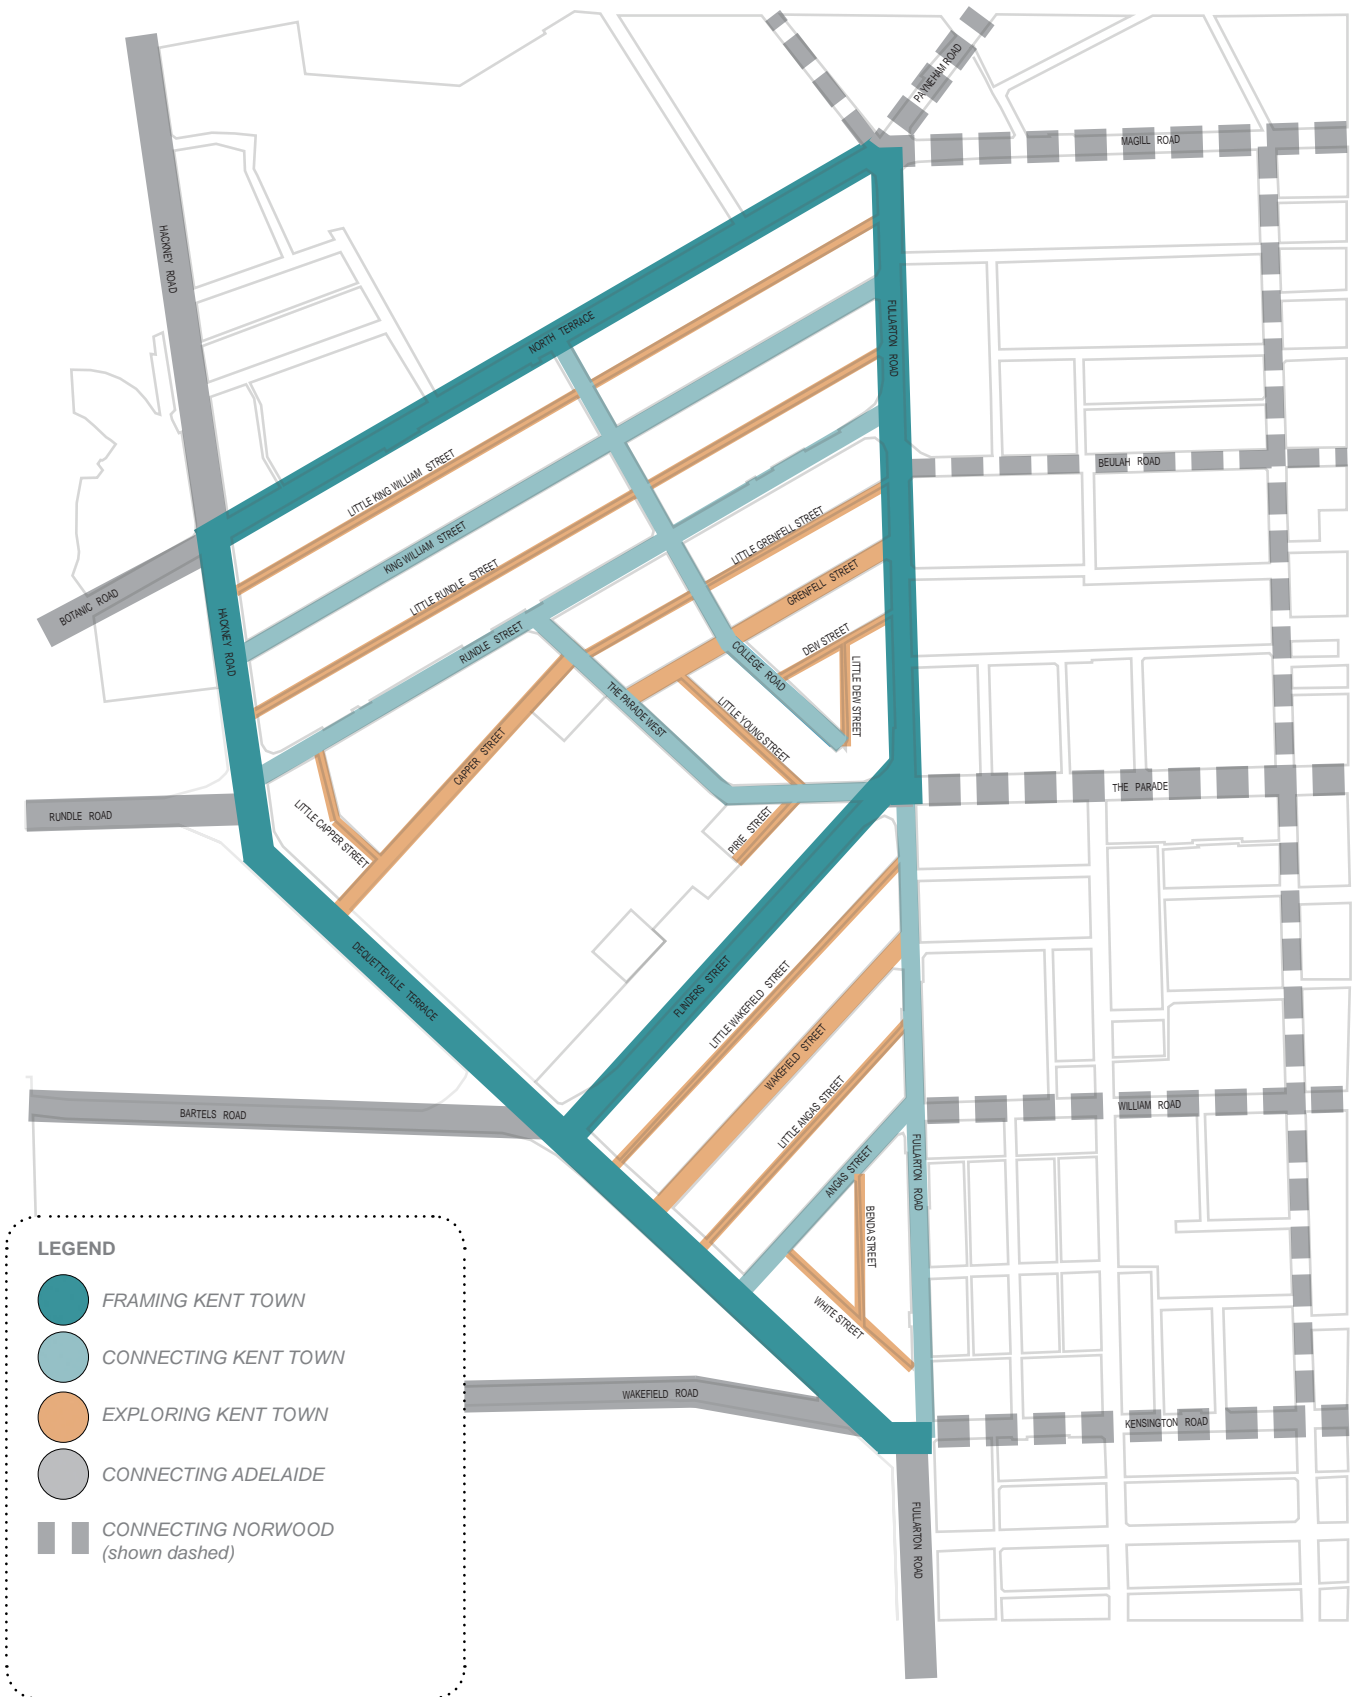 PAYNEHAM ROAD
MAGILL ROAD
HACKNEY ROAD
NORTH TERRACE
FULLARTON ROAD
LITTLE KING WILLIAM STREET
BEULAH ROAD
KING WILLIAM STREET
LITTLE GRENFELL STREET
LITTLE RUNDLE STREET
GRENFELL STREET
BOTANIC ROAD
HACKNEY ROAD
RUNDLE STREET
DEW STREET
COLLEGE ROAD
LITTLE DEW STREET
THE PARADE WEST
LITTLE YOUNG STREET
CAPPER STREET
THE PARADE
RUNDLE ROAD
LITTLE CAPPER STREET
PIRIE STREET
DEQUETTEVILLE TERRACE
FLINDERS STREET
LITTLE WAKEFIELD STREET
WAKEFIELD STREET
BARTELS ROAD
LITTLE ANGAS STREET
WILLIAM ROAD
ANGAS STREET
FULLARTON ROAD
BENDA STREET
WHITE STREET
WAKEFIELD ROAD
KENSINGTON ROAD
FULLARTON ROAD
LEGEND
FRAMING KENT TOWN
CONNECTING KENT TOWN
EXPLORING KENT TOWN
CONNECTING ADELAIDE
CONNECTING NORWOOD
(shown dashed)